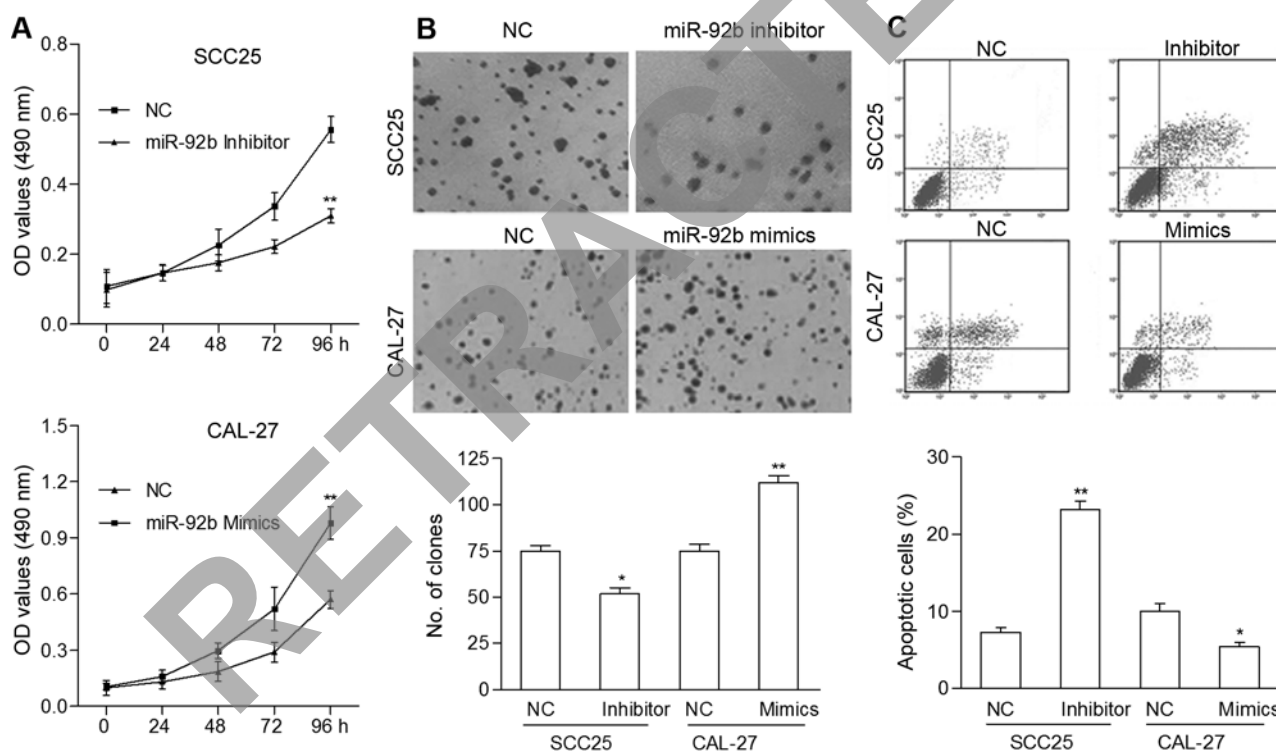 A
SCC25
NC
miR-92b Inhibitor
OD values (490 nm)
0.8
0.6
0.4
0.2
0.0
**
0 24 48 72 96 h
CAL-27
NC
miR-92b Mimics
OD values (490 nm)
1.5
1.2
0.9
0.6
0.3
0.0
**
0 24 48 72 96 h
B
NC miR-92b inhibitor
SCC25
NC miR-92b mimics
CAL-27
No. of clones
125
100
75
50
25
0
*
**
NC Inhibitor NC Mimics
SCC25 CAL-27
C
NC Inhibitor
SCC25
NC Mimics
CAL-27
Apoptotic cells (%)
30
20
10
0
**
*
NC Inhibitor NC Mimics
SCC25 CAL-27
RETRACTE